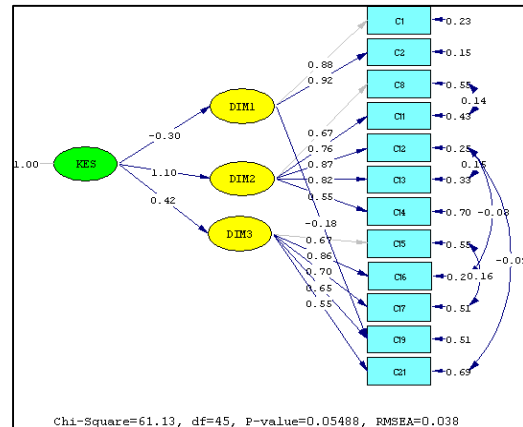 C1
0.23
C2
0.15
0.88
0.92
C8
0.55
0.14
DIM1
C11
0.43
-0.30
0.67
0.76
C12
0.25
0.87
0.15
1.00
KES
1.10
DIM2
0.82
C13
0.33
0.55
C14
0.70
-0.08
0.42
-0.18
DIM3
0.67
C15
0.55
0.86
C16
0.16
0.70
0.65
C17
0.51
0.55
C19
0.51
C21
0.69
Chi-Square=61.13, df=45, P-value=0.05488, RMSEA=0.038